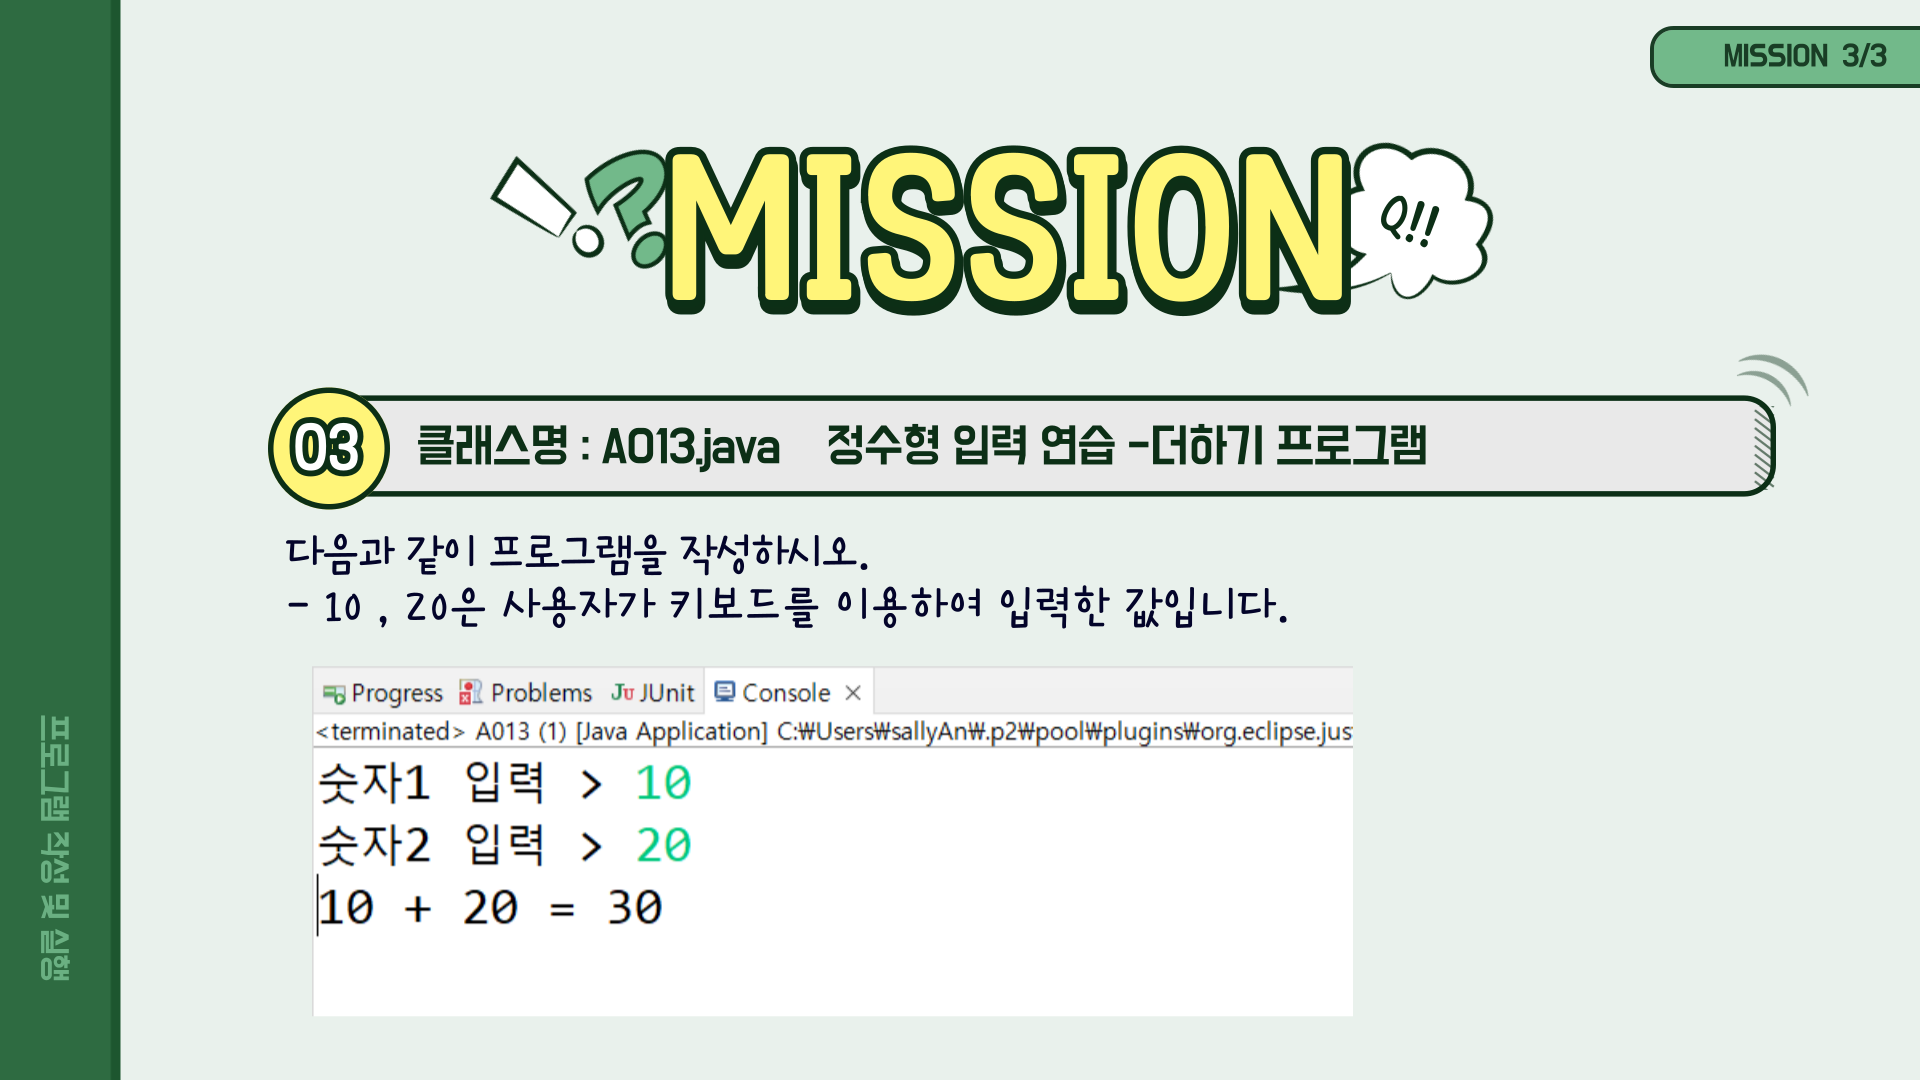 MISSION 3/3
MISSION
Q!!
03 클래스명 : A013.java 정수형 입력 연습 -더하기 프로그램
다음과 같이 프로그램을 작성하시오.
- 10 , 20은 사용자가 키보드를 이용하여 입력한 값입니다.
Progress Problems JUnit Console
<terminated> A013 (1) [Java Application] C:₩Users₩sallyAn₩.p2₩pool₩plugins₩org.eclipse.jus
숫자1 입력 > 10
숫자2 입력 > 20
10 + 20 = 30
프로그램 작성 및 실행